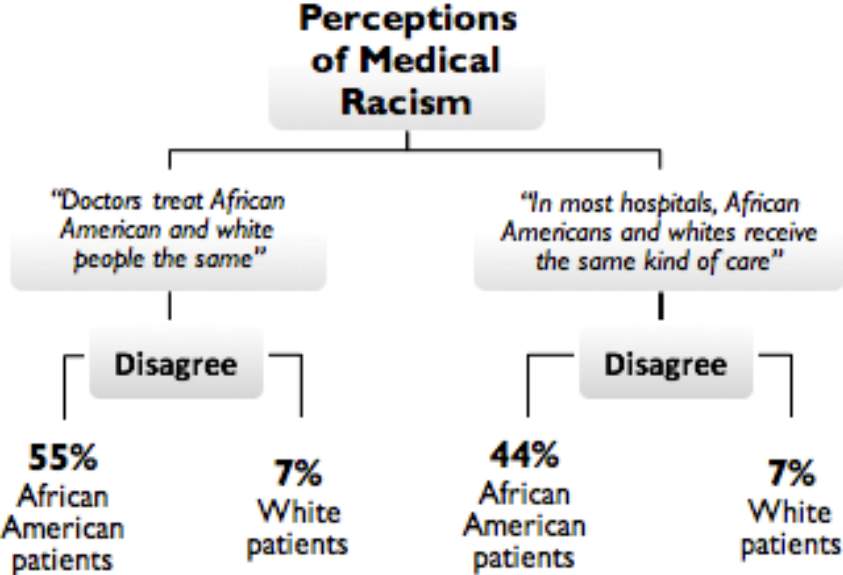 Perceptions
of Medical
Racism
“Doctors treat African
American and white
people the same”
“In most hospitals, African
Americans and whites receive
the same kind of care”
Disagree
Disagree
55%
African
American
patients
7%
White
patients
44%
African
American
patients
7%
White
patients